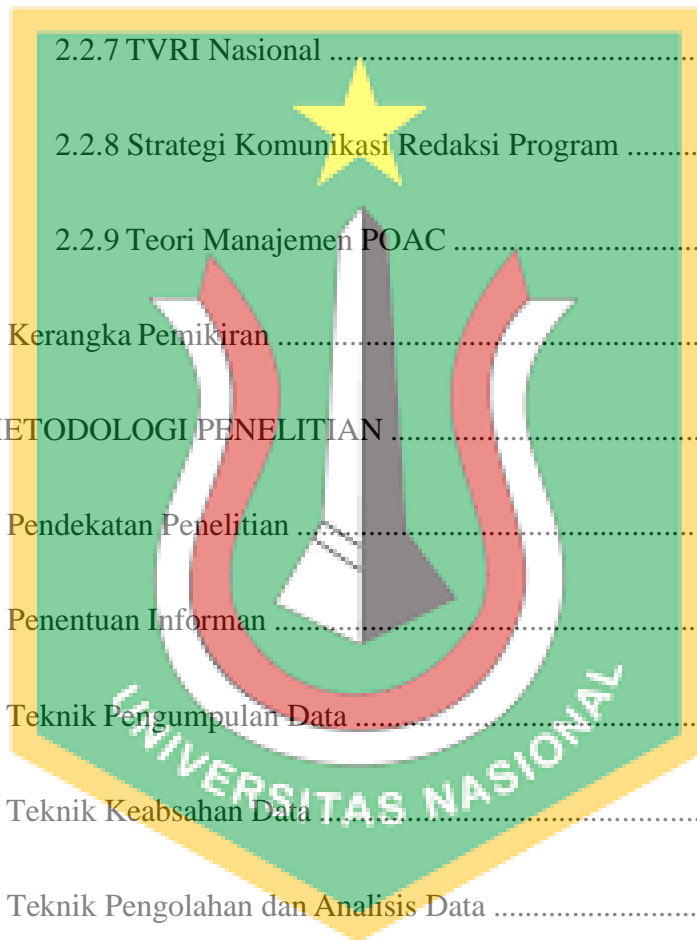 2.2.7 TVRI Nasional ........................................
2.2.8 Strategi Komunikasi Redaksi Program .........
2.2.9 Teori Manajemen POAC ...........................
Kerangka Pemikiran ................................................
METODOLOGI PENELITIAN ...................................
Pendekatan Penelitian ..............................................
Penentuan Informan ................................................
Teknik Pengumpulan Data .......................................
Teknik Keabsahan Data ...........................................
Teknik Pengolahan dan Analisis Data .......................
UNIVERSITAS NASIONAL